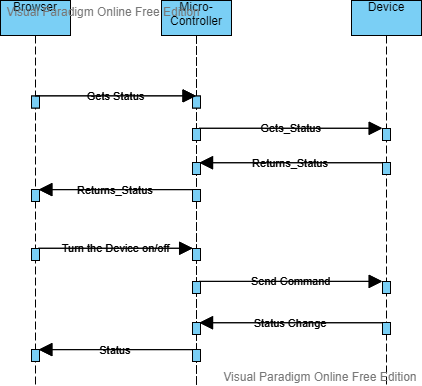 Visual Paradigm Online Free Edition
Browser
Micro-
Controller
Device
Gets Status
Gets_Status
Returns_Status
Returns_Status
Turn the Device on/off
Send Command
Status Change
Status
Visual Paradigm Online Free Edition